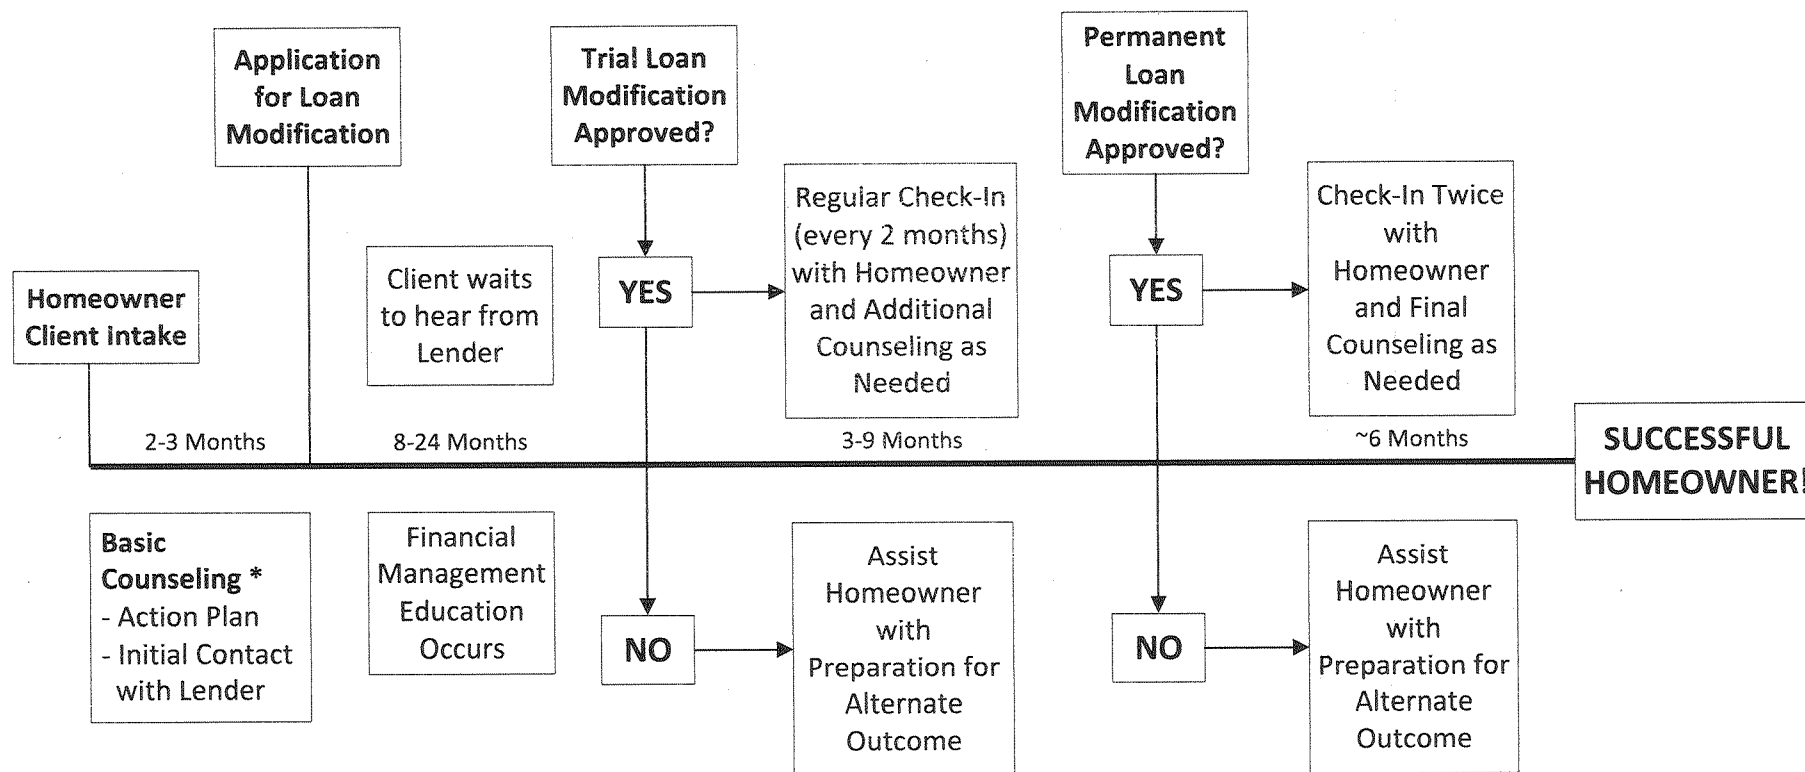 Application
for Loan
Modification
Trial Loan
Modification
Approved?
Permanent
Loan
Modification
Approved?
Homeowner
Client intake
Client waits
to hear from
Lender
YES
Regular Check-In
(every 2 months)
with Homeowner
and Additional
Counseling as
Needed
YES
Check-In Twice
with
Homeowner
and Final
Counseling as
Needed
2-3 Months
8-24 Months
3-9 Months
~6 Months
SUCCESSFUL
HOMEOWNER!
Basic
Counseling *
- Action Plan
- Initial Contact
with Lender
Financial
Management
Education
Occurs
NO
Assist
Homeowner
with
Preparation for
Alternate
Outcome
NO
Assist
Homeowner
with
Preparation for
Alternate
Outcome